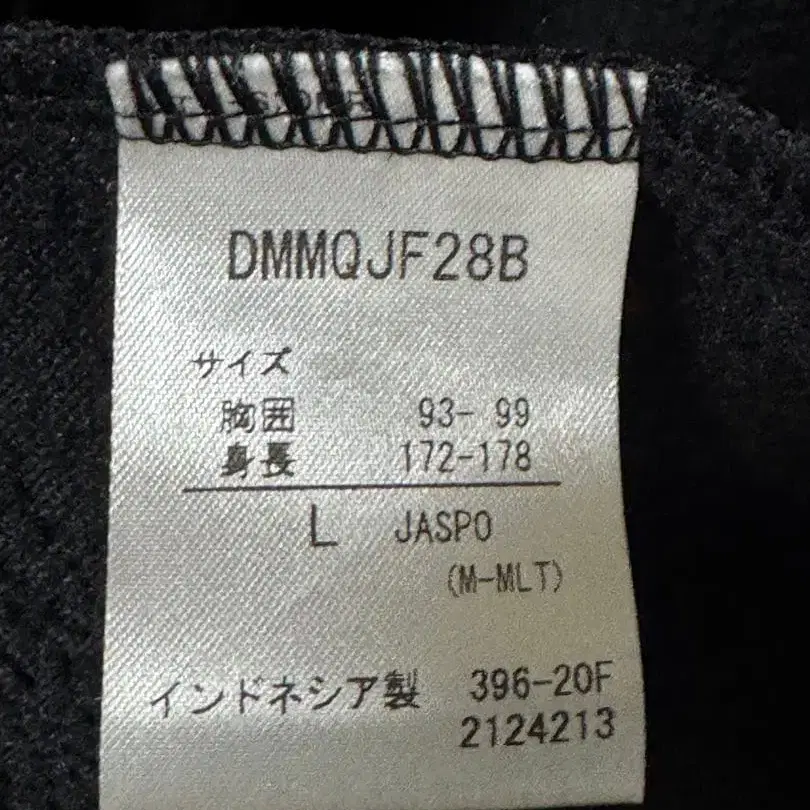 DMMQJF28B
サイズ
胸囲 93- 99
身長 172-178
L JASPO
(M-MLT)
インドネシア製 396-20F
2124213